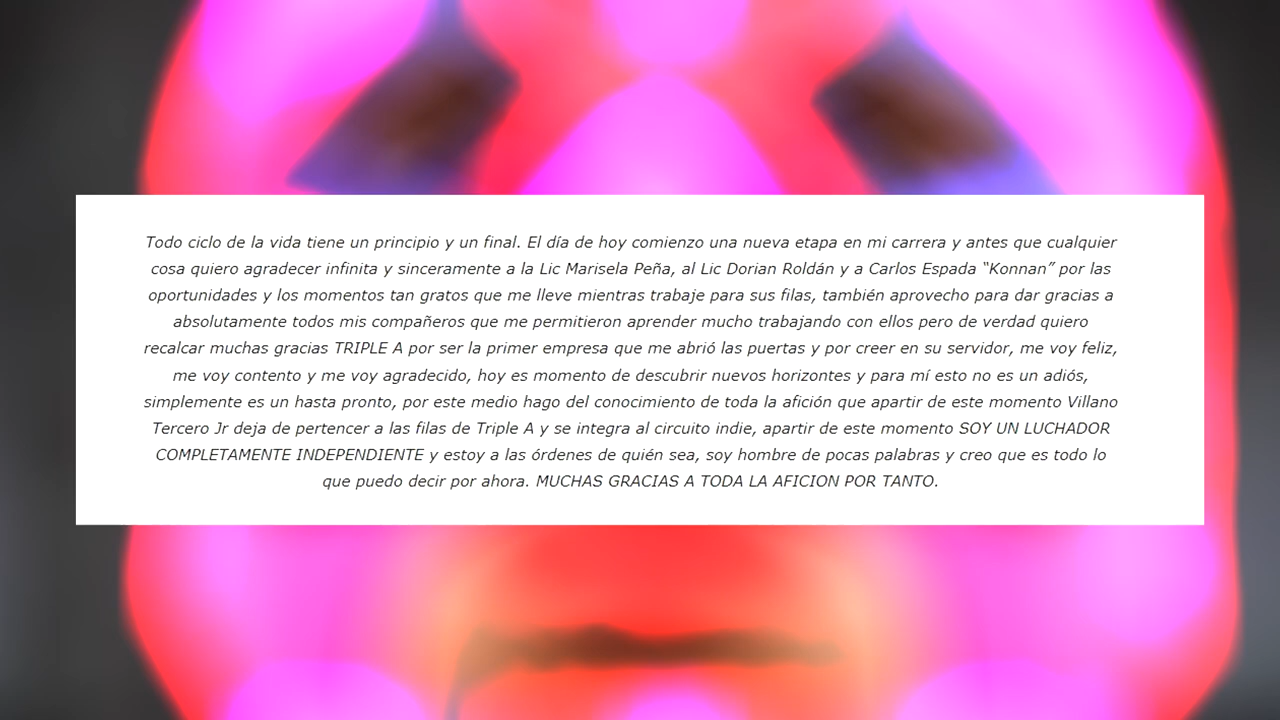 Todo ciclo de la vida tiene un principio y un final. El día de hoy comienzo una nueva etapa en mi carrera y antes que cualquier
cosa quiero agradecer infinita y sinceramente a la Lic Marisela Peña, al Lic Dorian Roldán y a Carlos Espada “Konnan” por las
oportunidades y los momentos tan gratos que me lleve mientras trabaje para sus filas, también aprovecho para dar gracias a
absolutamente todos mis compañeros que me permitieron aprender mucho trabajando con ellos pero de verdad quiero
recalcar muchas gracias TRIPLE A por ser la primer empresa que me abrió las puertas y por creer en su servidor, me voy feliz,
me voy contento y me voy agradecido, hoy es momento de descubrir nuevos horizontes y para mí esto no es un adiós,
simplemente es un hasta pronto, por este medio hago del conocimiento de toda la afición que apartir de este momento Villano
Tercero Jr deja de pertencer a las filas de Triple A y se integra al circuito indie, apartir de este momento SOY UN LUCHADOR
COMPLETAMENTE INDEPENDIENTE y estoy a las órdenes de quién sea, soy hombre de pocas palabras y creo que es todo lo
que puedo decir por ahora. MUCHAS GRACIAS A TODA LA AFICION POR TANTO.